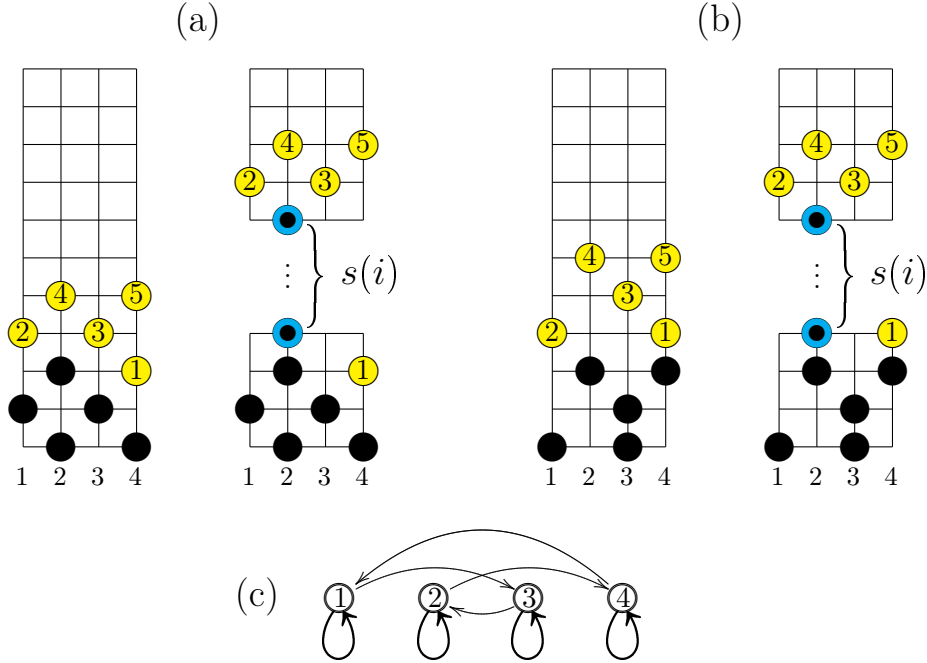 (a) (b)
4 5 4 5
2 3 2 3
4 5
4 5 ⋮ s(i) 3 ⋮ s(i)
2 3 2 1 1
1 1
1 2 3 4 1 2 3 4 1 2 3 4 1 2 3 4
(c) 1 2 3 4